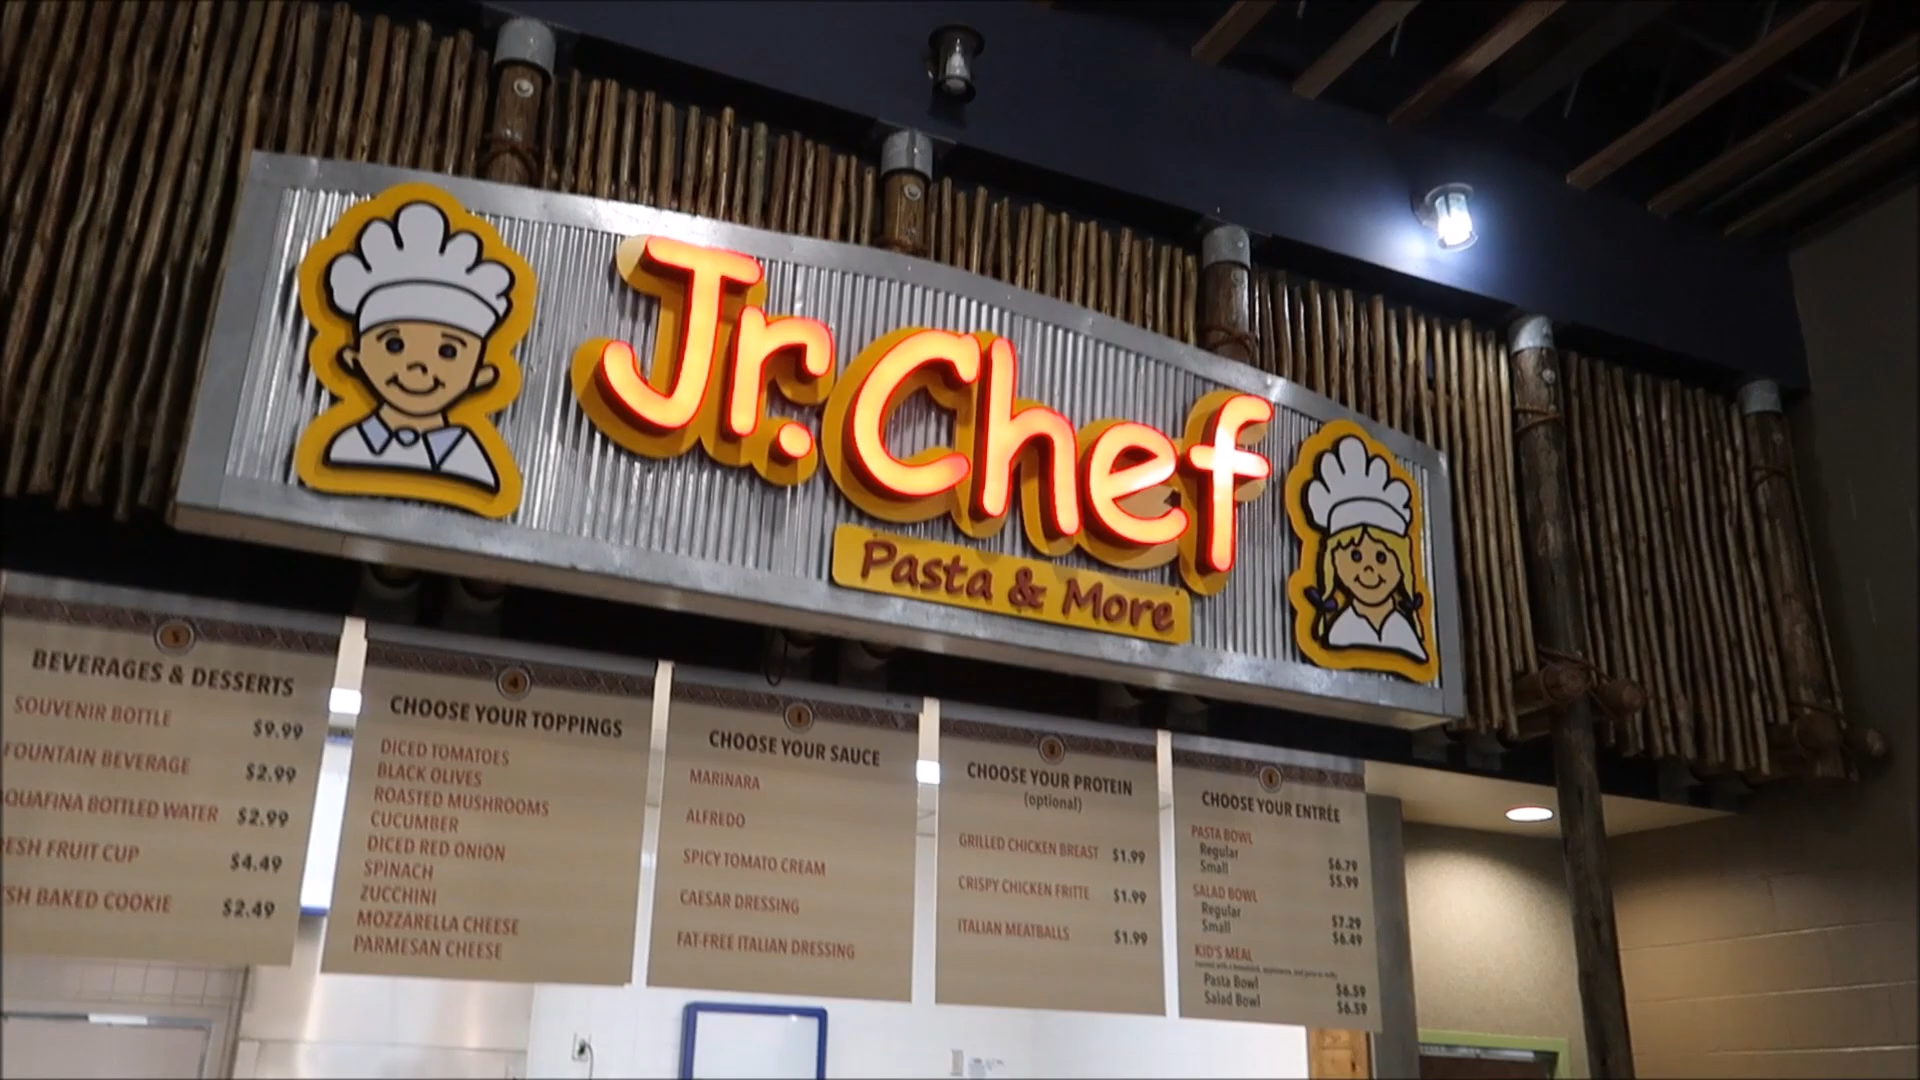 Jr. Chef
Pasta & More
5
BEVERAGES & DESSERTS
SOUVENIR BOTTLE $9.99
FOUNTAIN BEVERAGE $2.99
AQUAFINA BOTTLED WATER $2.99
RESH FRUIT CUP $4.49
SH BAKED COOKIE $2.49
4
CHOOSE YOUR TOPPINGS
DICED TOMATOES
BLACK OLIVES
ROASTED MUSHROOMS
CUCUMBER
DICED RED ONION
SPINACH
ZUCCHINI
MOZZARELLA CHEESE
PARMESAN CHEESE
CHOOSE YOUR SAUCE
MARINARA
ALFREDO
SPICY TOMATO CREAM
CAESAR DRESSING
FAT-FREE ITALIAN DRESSING
CHOOSE YOUR PROTEIN
(optional)
GRILLED CHICKEN BREAST $1.99
CRISPY CHICKEN FRITTE $1.99
ITALIAN MEATBALLS $1.99
CHOOSE YOUR ENTRÉE
PASTA BOWL
Regular $6.79
Small $5.99
SALAD BOWL
Regular $7.29
Small $6.49
KID'S MEAL
Pasta Bowl $6.59
Salad Bowl $6.59